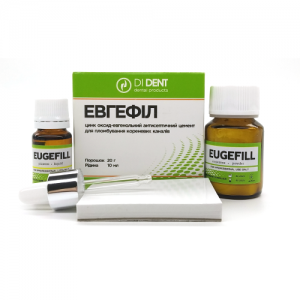 DI DENT
dental products
ЕВГЕФІЛ
цинк оксид-евгенольний антисептичний цемент
для пломбування кореневих каналів
Порошок 20 г
Рідина 10 мл
EUGEFILL
EUGEFILL